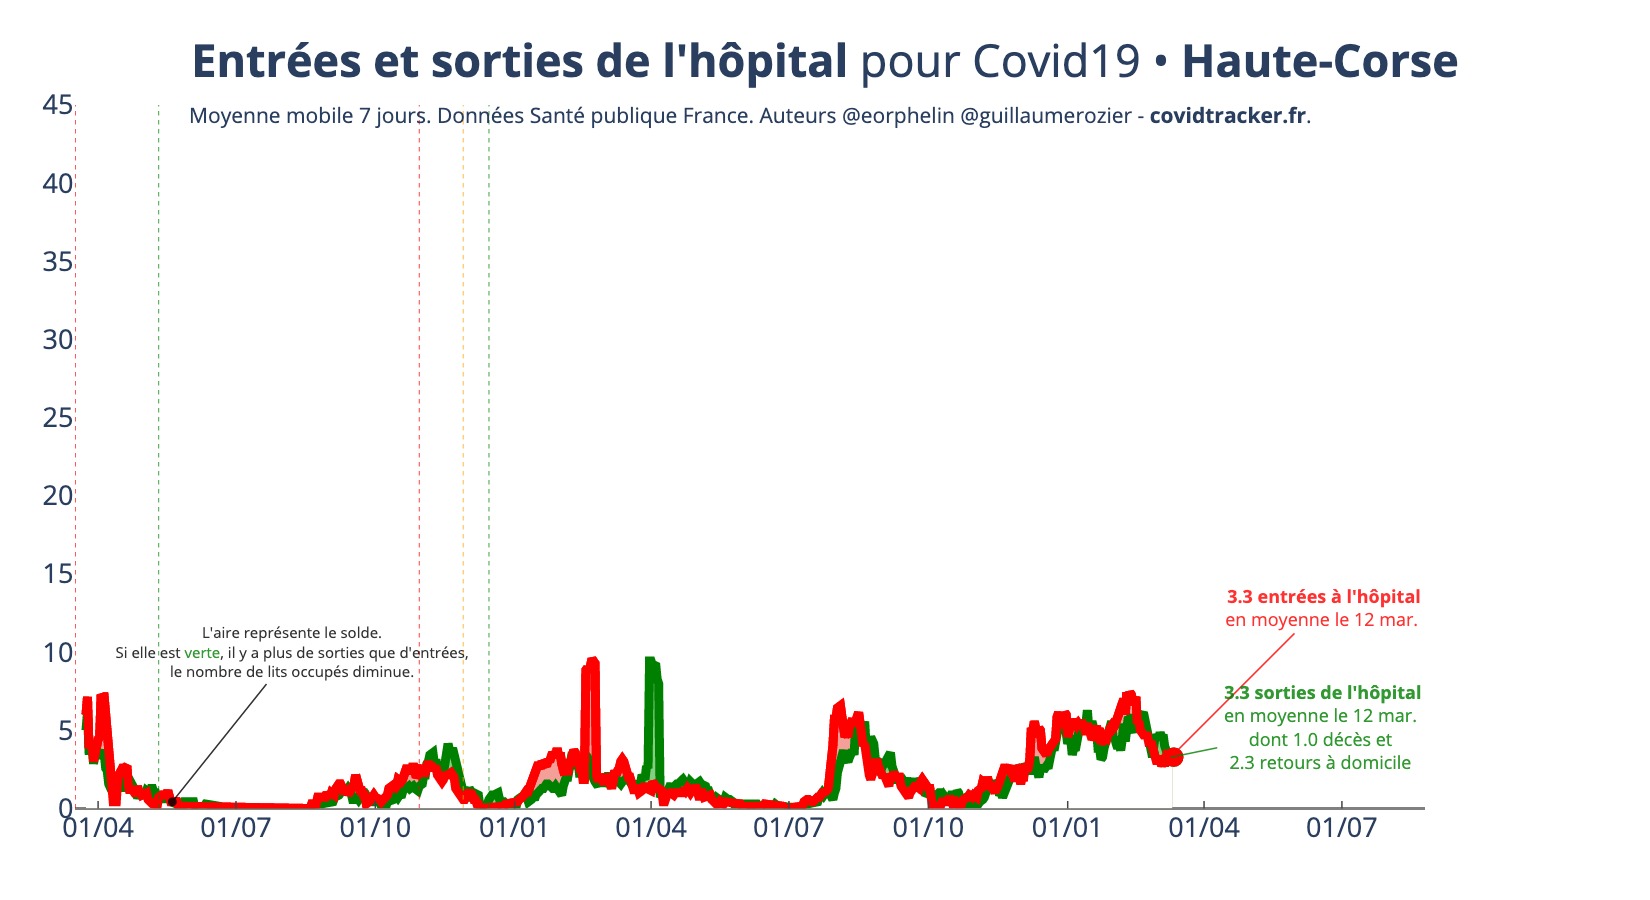 Entrées et sorties de l'hôpital pour Covid19 • Haute-Corse
Moyenne mobile 7 jours. Données Santé publique France. Auteurs @eorphelin @guillaumerozier - covidtracker.fr.
45
40
35
30
25
20
15
10
5
0
L'aire représente le solde.
Si elle est verte, il y a plus de sorties que d'entrées,
le nombre de lits occupés diminue.
3.3 entrées à l'hôpital
en moyenne le 12 mar.
3.3 sorties de l'hôpital
en moyenne le 12 mar.
dont 1.0 décès et
2.3 retours à domicile
01/04 01/07 01/10 01/01 01/04 01/07 01/10 01/01 01/04 01/07